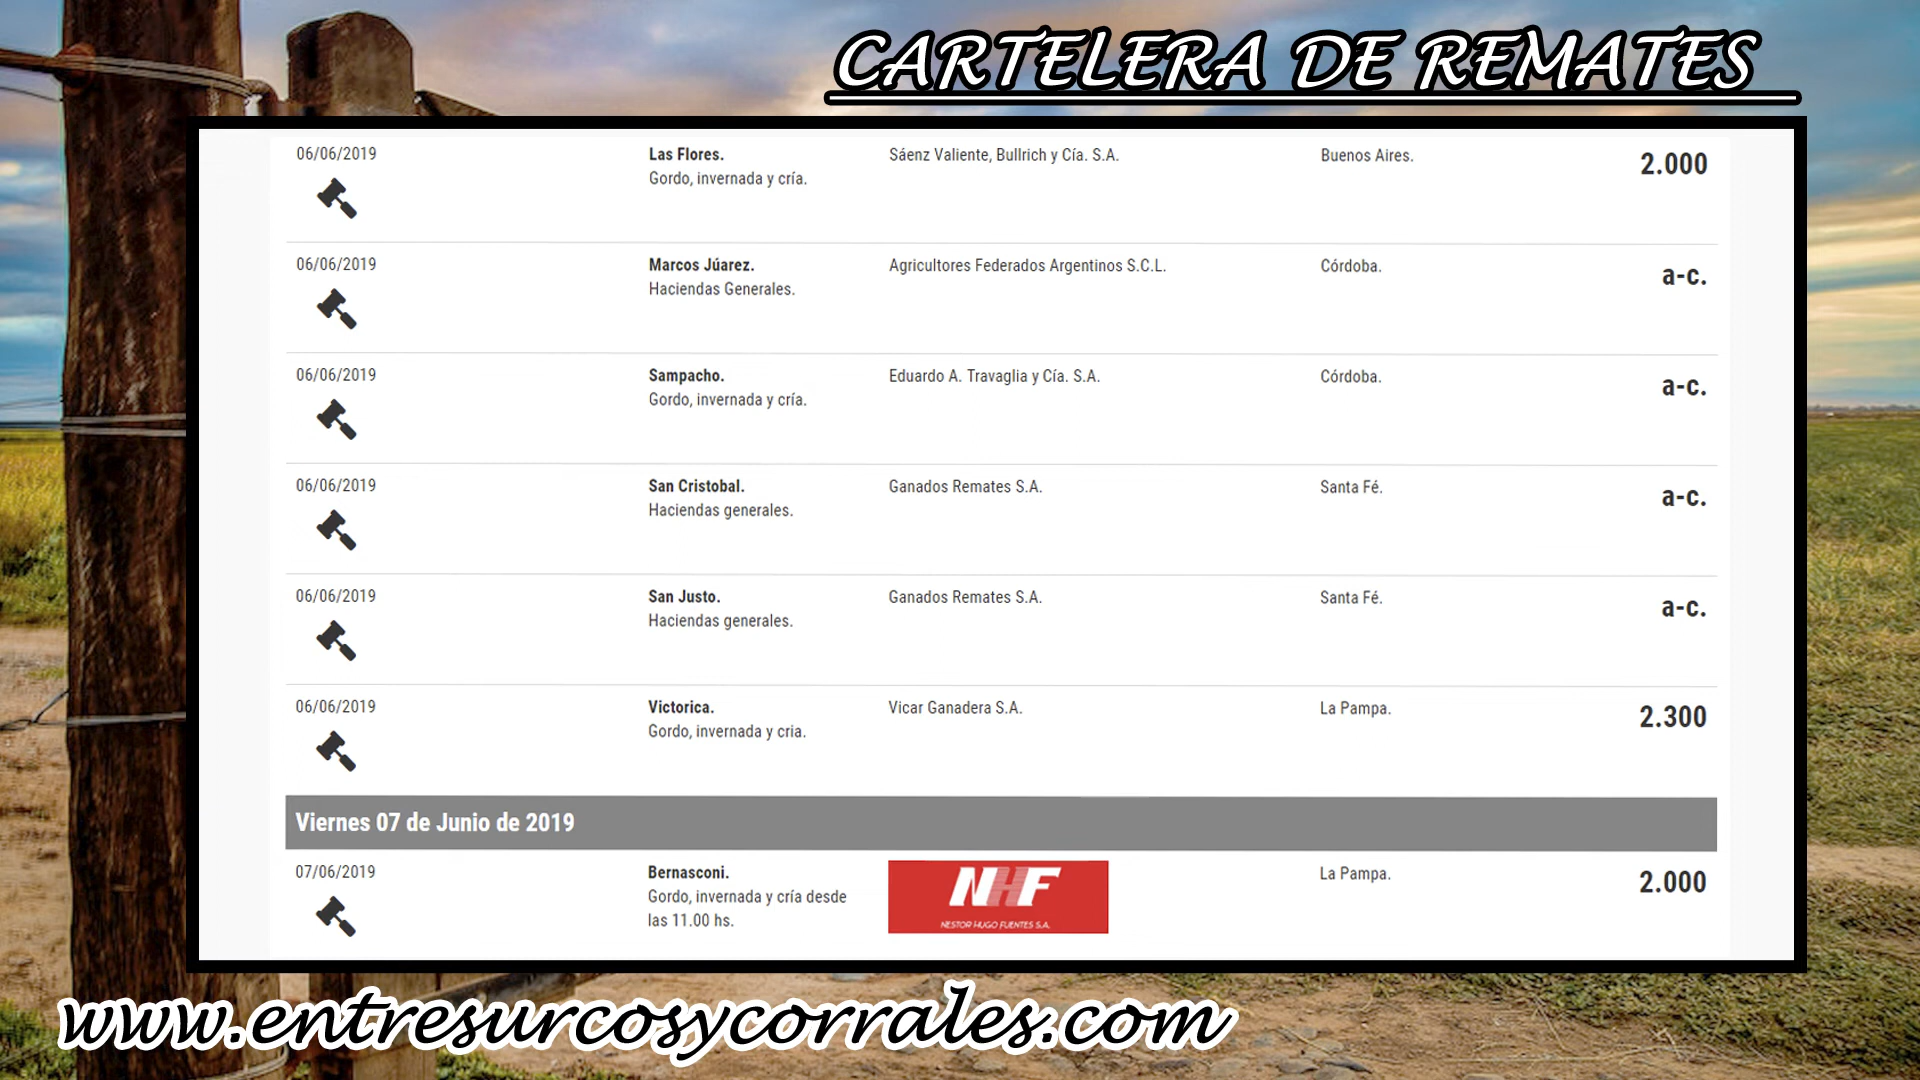 CARTELERA DE REMATES
06/06/2019 Las Flores. Sáenz Valiente, Bullrich y Cía. S.A. Buenos Aires. 2.000
Gordo, invernada y cría.
06/06/2019 Marcos Júarez. Agricultores Federados Argentinos S.C.L. Córdoba. a-c.
Haciendas Generales.
06/06/2019 Sampacho. Eduardo A. Travaglia y Cía. S.A. Córdoba. a-c.
Gordo, invernada y cría.
06/06/2019 San Cristobal. Ganados Remates S.A. Santa Fé. a-c.
Haciendas generales.
06/06/2019 San Justo. Ganados Remates S.A. Santa Fé. a-c.
Haciendas generales.
06/06/2019 Victorica. Vicar Ganadera S.A. La Pampa. 2.300
Gordo, invernada y cria.
Viernes 07 de Junio de 2019
07/06/2019 Bernasconi. NHF La Pampa. 2.000
Gordo, invernada y cría desde
las 11.00 hs. NESTOR HUGO FUENTES S.A.
www.entresurcosycorrales.com